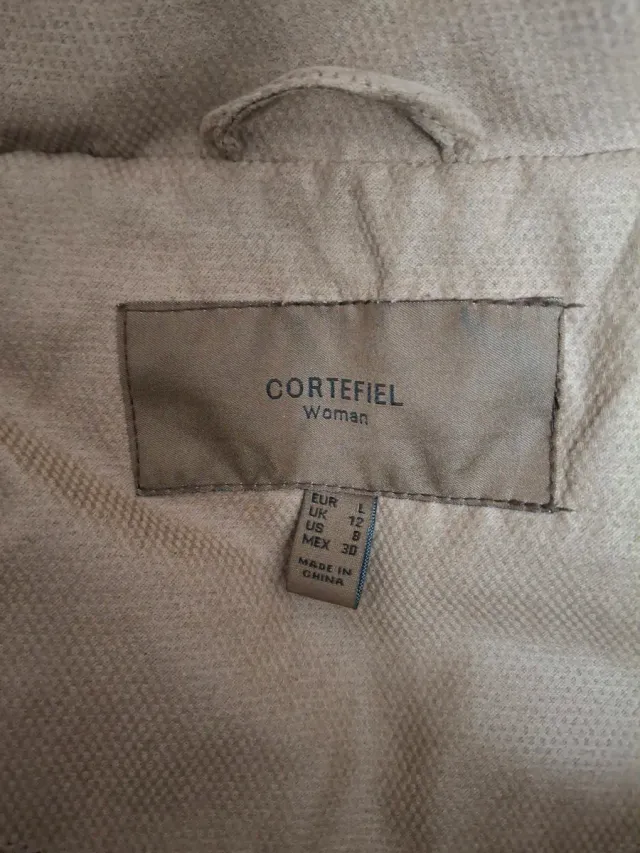 CORTEFIEL
Woman
EUR L
UK 12
US 8
MEX 30
MADE IN
CHINA